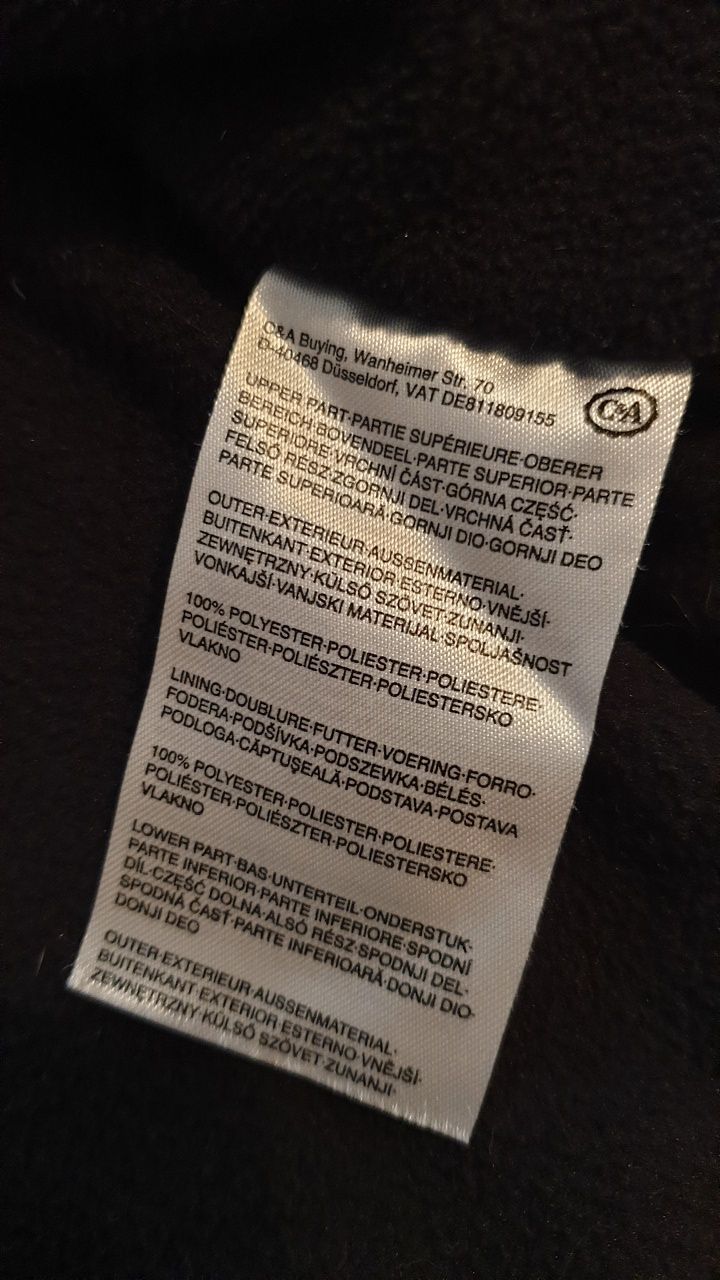 C&A Buying, Wanheimer Str. 70
D-40468 Düsseldorf, VAT DE811809155
C&A
UPPER PART·PARTIE SUPÉRIEURE·OBERER
BEREICH BOVENDEEL·PARTE SUPERIOR·PARTE
SUPERIORE·VRCHNÍ ČÁST·GÓRNA CZĘŚĆ·
FELSŐ RÉSZ·ZGORNJI DEL·VRCHNÁ ČASŤ·
PARTE SUPERIOARĂ·GORNJI DIO·GORNJI DEO
OUTER·EXTERIEUR·AUSSENMATERIAL·
BUITENKANT·EXTERIOR·ESTERNO·VNĚJŠÍ·
ZEWNĘTRZNY·KÜLSŐ SZÖVET·ZUNANJI·
VONKAJŠÍ·VANJSKI MATERIJAL·SPOLJAŠNOST
100% POLYESTER·POLIESTER·POLIESTERE·
POLIÉSTER·POLIÉSZTER·POLIESTERSKO
VLAKNO
LINING·DOUBLURE·FUTTER·VOERING·FORRO·
FODERA·PODŠÍVKA·PODSZEWKA·BÉLÉS·
PODLOGA·CĂPTUŞEALĂ·PODSTAVA·POSTAVA
100% POLYESTER·POLIESTER·POLIESTERE·
POLIÉSTER·POLIÉSZTER·POLIESTERSKO
VLAKNO
LOWER PART·BAS·UNTERTEIL·ONDERSTUK·
PARTE INFERIOR·PARTE INFERIORE·SPODNÍ
DÍL·CZĘŚĆ DOLNA·ALSÓ RÉSZ·SPODNJI DEL·
SPODNÁ ČASŤ·PARTE INFERIOARĂ·DONJI DIO·
DONJI DEO
OUTER·EXTERIEUR·AUSSENMATERIAL·
BUITENKANT·EXTERIOR·ESTERNO·VNĚJŠÍ·
ZEWNĘTRZNY·KÜLSŐ SZÖVET·ZUNANJI·